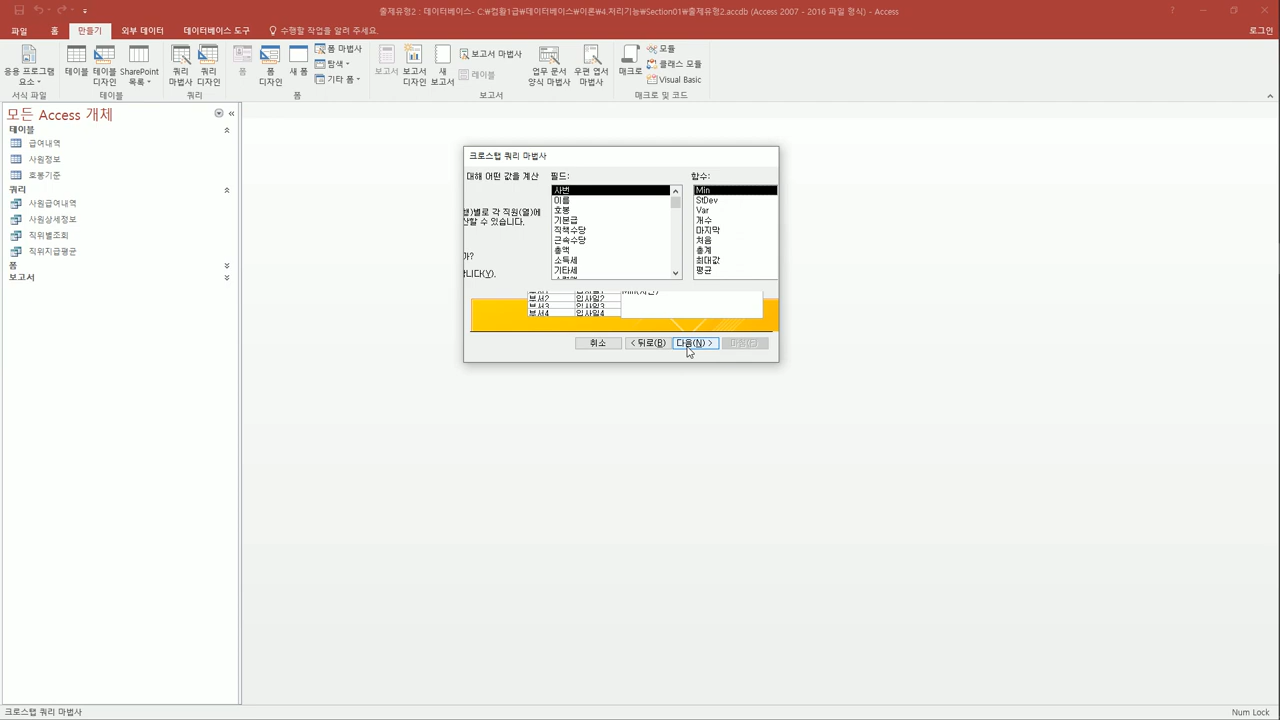 출제유형2 : 데이터베이스- C:₩컴활1급₩데이터베이스₩이론₩4.처리기능₩Section01₩출제유형2.accdb (Access 2007 - 2016 파일 형식) - Access
파일 홈 만들기 외부 데이터 데이터베이스 도구 수행할 작업을 알려 주세요. 로그인
응용 프로그램 요소
테이블
테이블 디자인
SharePoint 목록
쿼리 마법사
쿼리 디자인
폼
폼 디자인
새 폼
폼 마법사
탐색
기타 폼
보고서
보고서 디자인
새 보고서
보고서 마법사
레이블
업무 문서 양식 마법사
우편 엽서 마법사
매크로
모듈
클래스 모듈
Visual Basic
서식 파일 테이블 쿼리 폼 보고서 매크로 및 코드
모든 Access 개체
테이블
급여내역
사원정보
호봉기준
쿼리
사원급여내역
사원상세정보
직위별조회
직위지급평균
폼
보고서
크로스탭 쿼리 마법사
대해 어떤 값을 계산
별로 각 직원(열)에
산할 수 있습니다.
까?
니다(Y).
필드:
사번
이름
호봉
기본급
직책수당
근속수당
총액
소득세
기타세
함수:
Min
StDev
Var
개수
마지막
처음
총계
최대값
평균
부서2 입사일2
부서3 입사일3
부서4 입사일4
취소 < 뒤로(B) 다음(N) > 마침(F)
크로스탭 쿼리 마법사
Num Lock